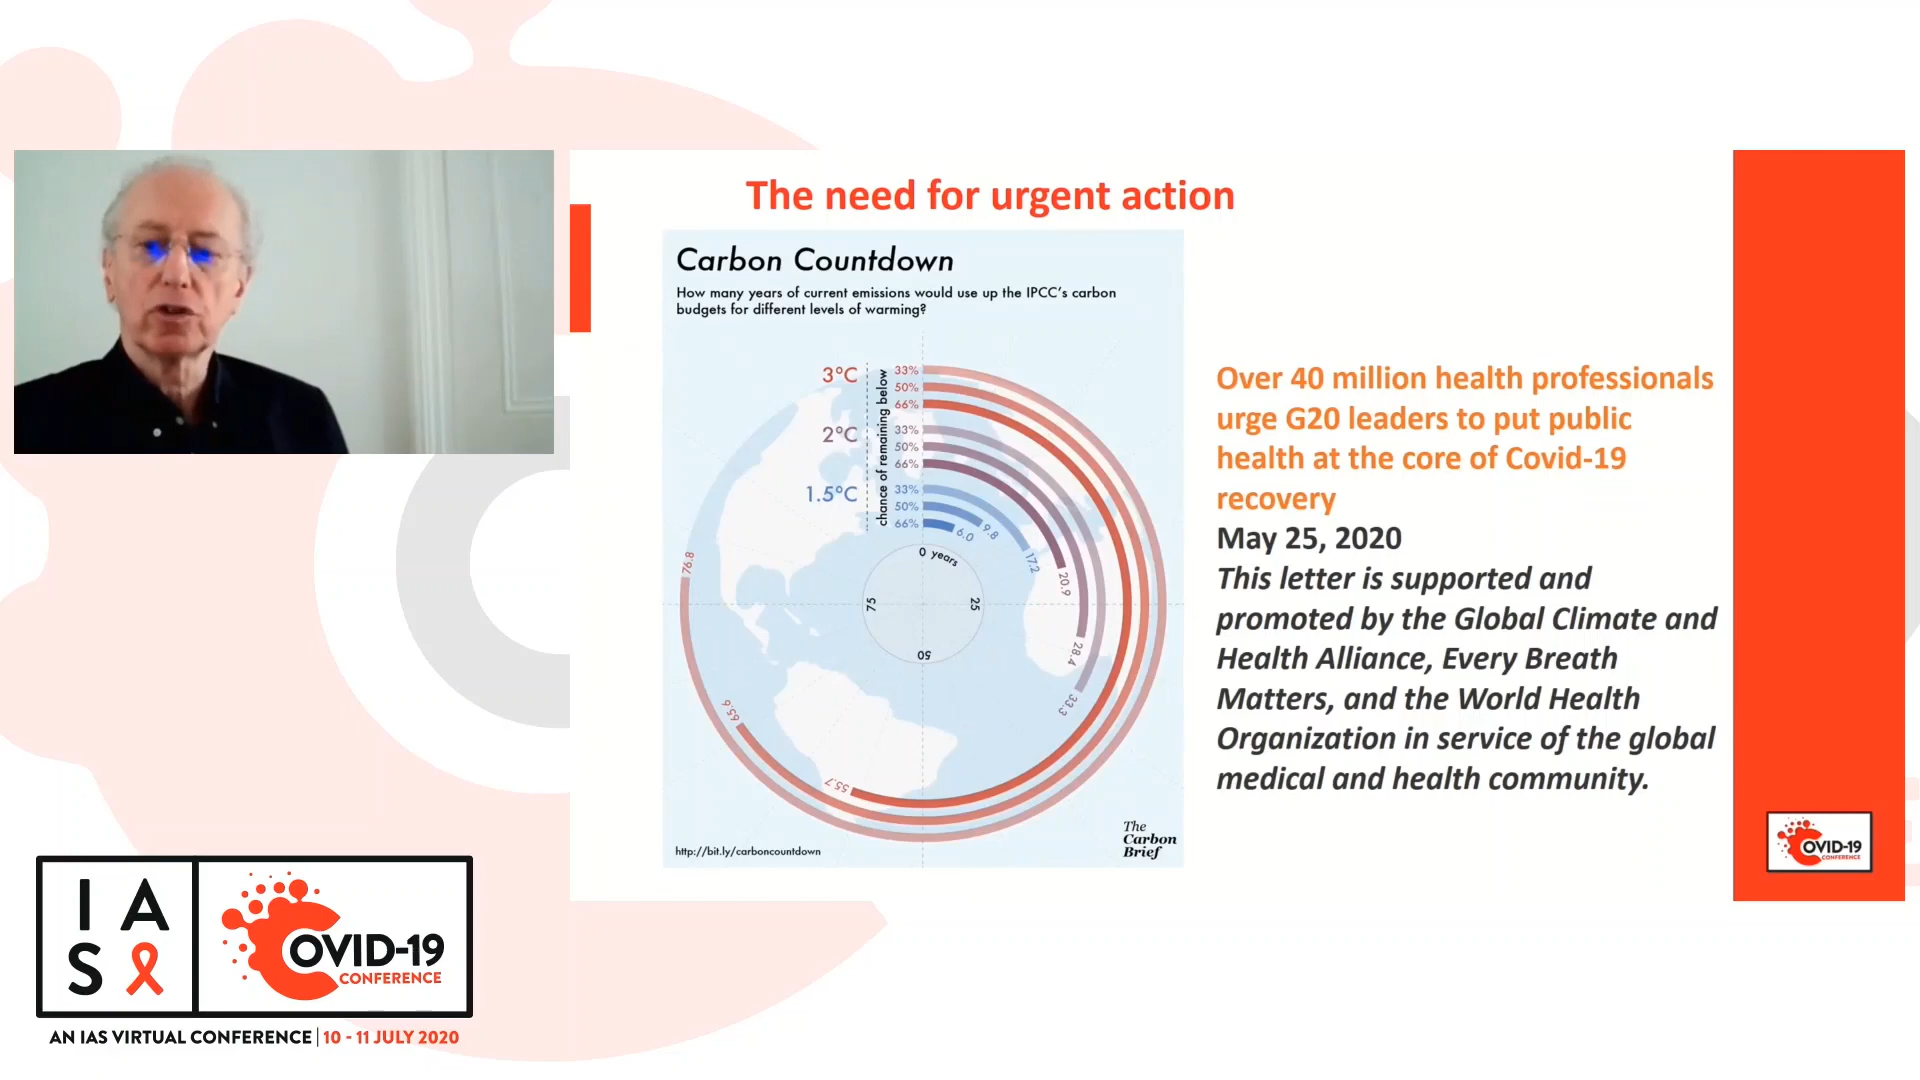 The need for urgent action
Carbon Countdown
How many years of current emissions would use up the IPCC's carbon
budgets for different levels of warming?
3°C
chance of remaining below
33%
50%
66%
2°C
33%
50%
66%
1.5°C
33%
50%
66%
6.0
9.8
17.2
20.9
28.4
33.3
55.7
65.6
76.8
0 years
25
50
75
http://bit.ly/carboncountdown
The
Carbon
Brief
Over 40 million health professionals
urge G20 leaders to put public
health at the core of Covid-19
recovery
May 25, 2020
This letter is supported and
promoted by the Global Climate and
Health Alliance, Every Breath
Matters, and the World Health
Organization in service of the global
medical and health community.
COVID-19
CONFERENCE
I A
S
COVID-19
CONFERENCE
AN IAS VIRTUAL CONFERENCE | 10 - 11 JULY 2020